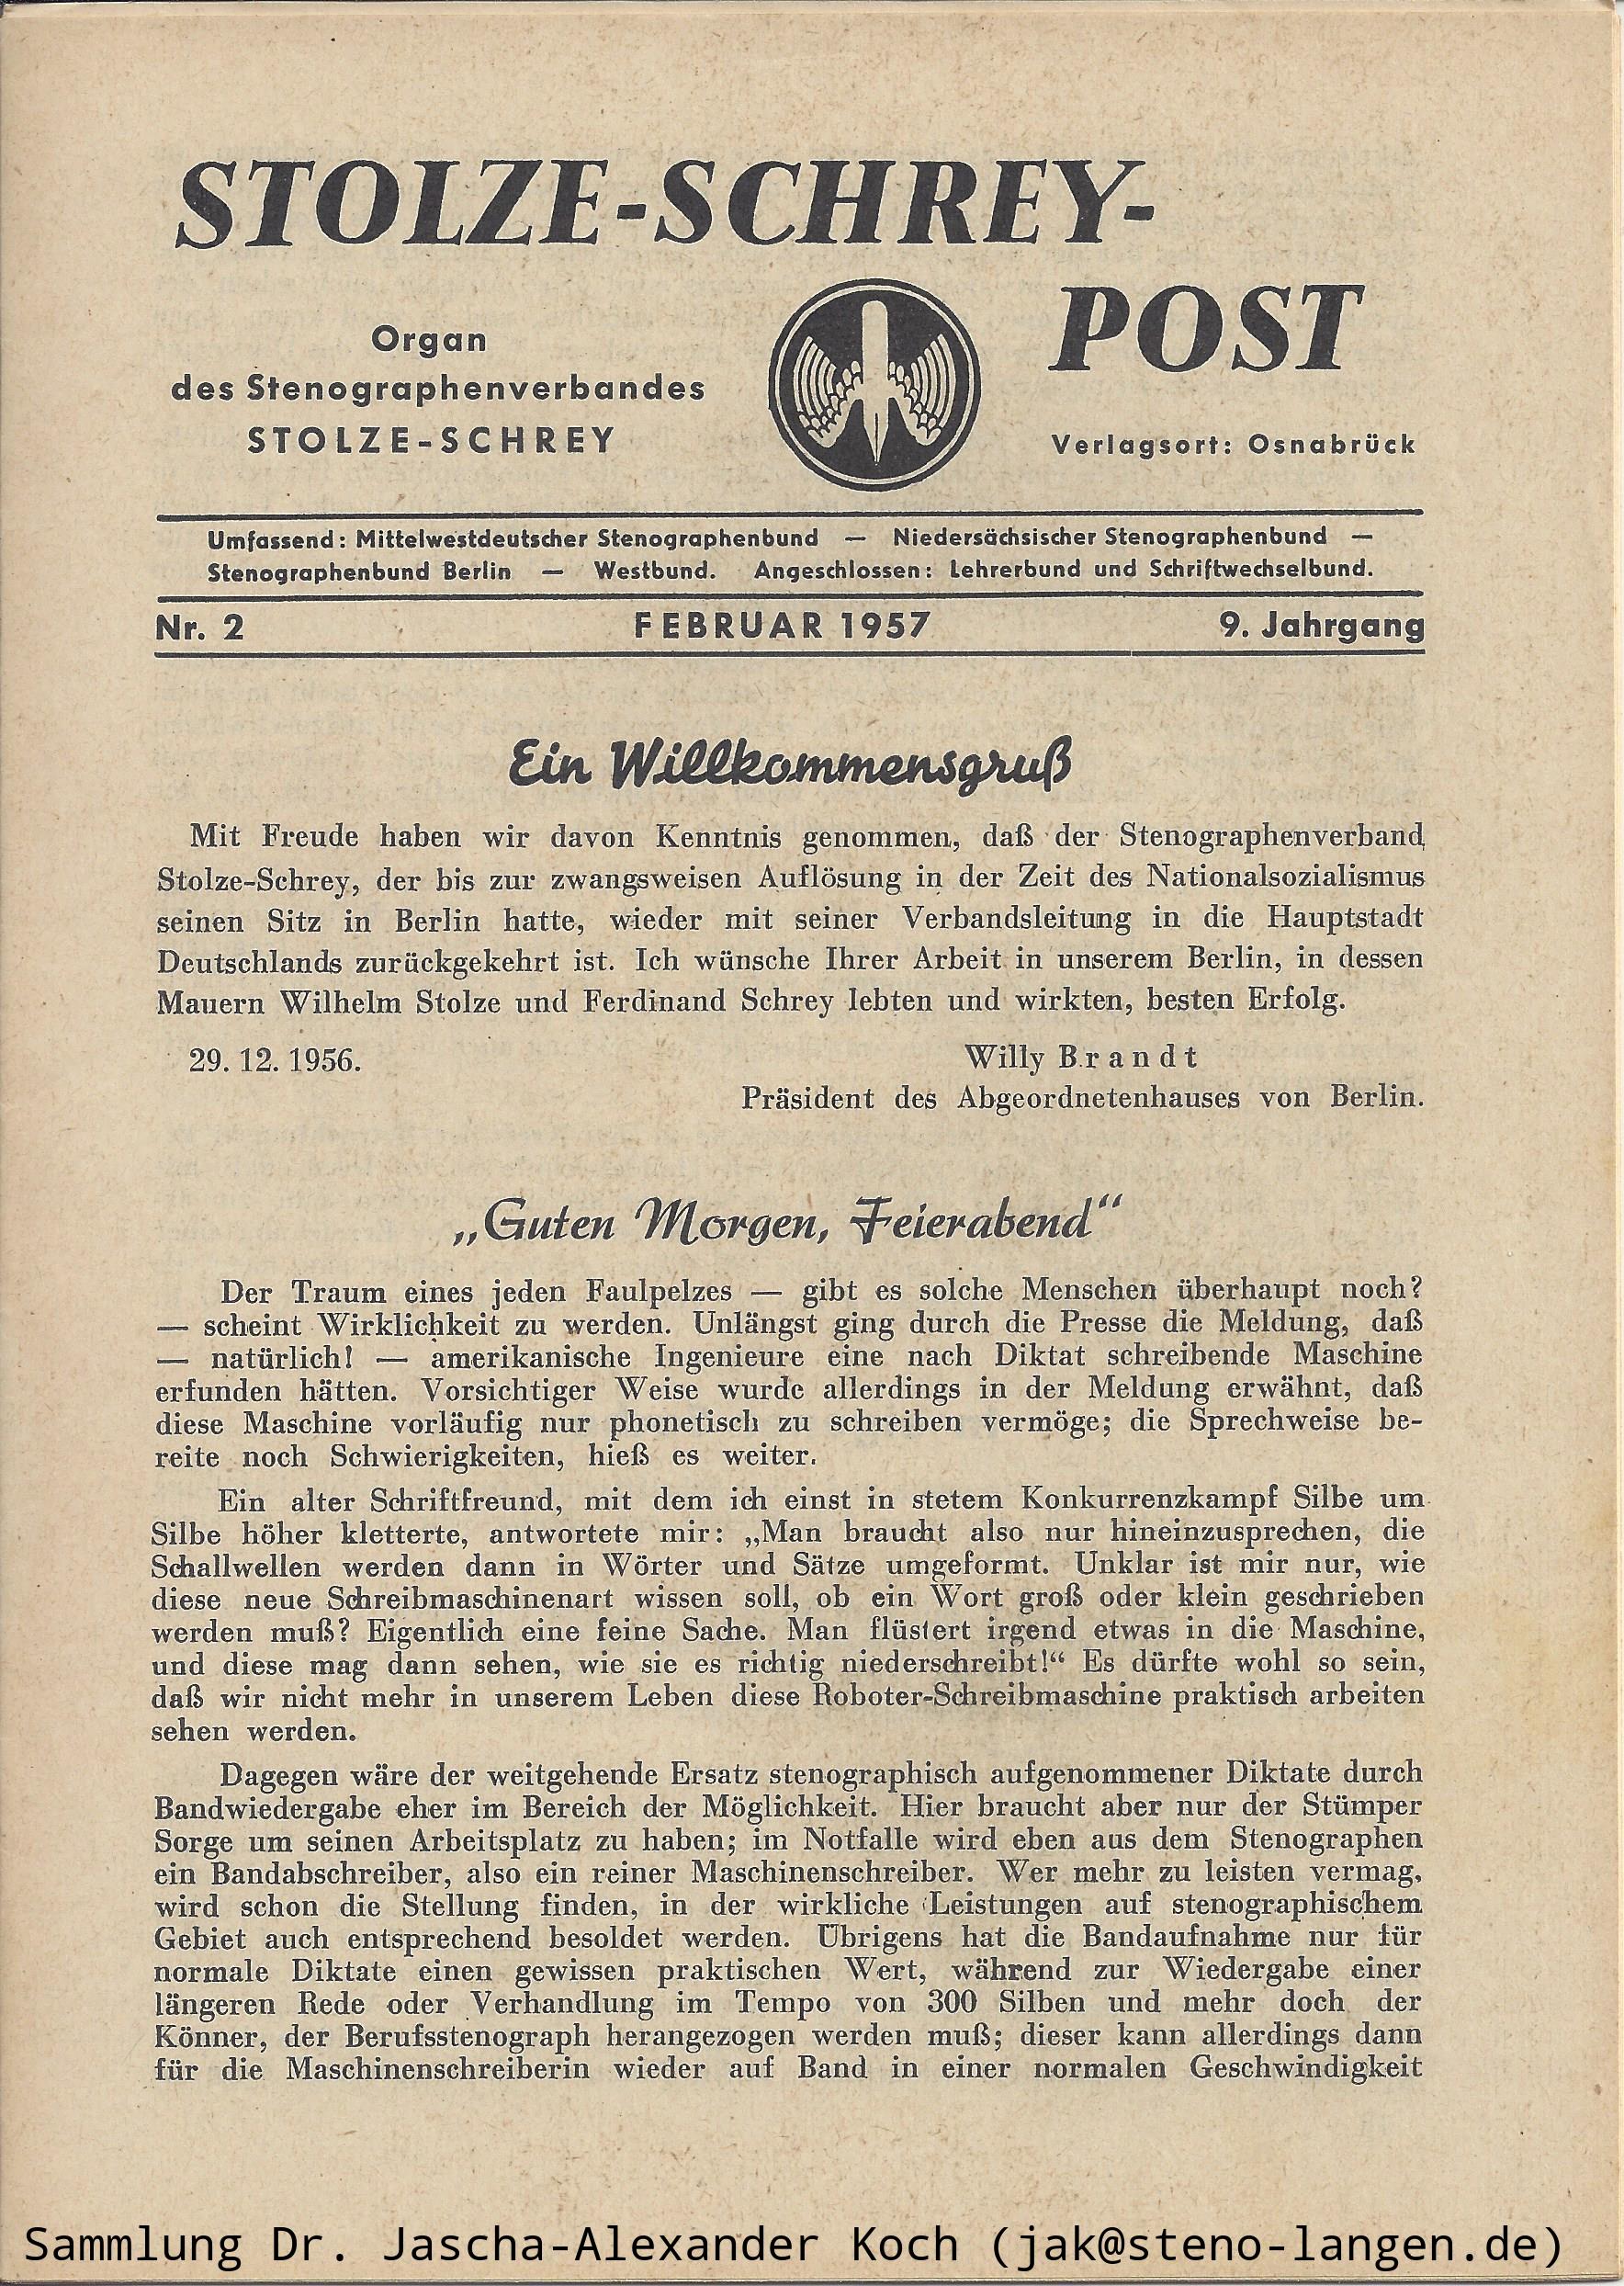 STOLZE-SCHREY-
POST
Organ
des Stenographenverbandes
STOLZE-SCHREY
Verlagsort: Osnabrück
Umfassend: Mittelwestdeutscher Stenographenbund — Niedersächsischer Stenographenbund —
Stenographenbund Berlin — Westbund. Angeschlossen: Lehrerbund und Schriftwechselbund.
Nr. 2 FEBRUAR 1957 9. Jahrgang
Ein Willkommensgruß
Mit Freude haben wir davon Kenntnis genommen, daß der Stenographenverband
Stolze-Schrey, der bis zur zwangsweisen Auflösung in der Zeit des Nationalsozialismus
seinen Sitz in Berlin hatte, wieder mit seiner Verbandsleitung in die Hauptstadt
Deutschlands zurückgekehrt ist. Ich wünsche Ihrer Arbeit in unserem Berlin, in dessen
Mauern Wilhelm Stolze und Ferdinand Schrey lebten und wirkten, besten Erfolg.
29. 12. 1956. Willy Brandt
Präsident des Abgeordnetenhauses von Berlin.
„Guten Morgen, Feierabend“
Der Traum eines jeden Faulpelzes — gibt es solche Menschen überhaupt noch?
— scheint Wirklichkeit zu werden. Unlängst ging durch die Presse die Meldung, daß
— natürlich! — amerikanische Ingenieure eine nach Diktat schreibende Maschine
erfunden hätten. Vorsichtiger Weise wurde allerdings in der Meldung erwähnt, daß
diese Maschine vorläufig nur phonetisch zu schreiben vermöge; die Sprechweise be-
reite noch Schwierigkeiten, hieß es weiter.
Ein alter Schriftfreund, mit dem ich einst in stetem Konkurrenzkampf Silbe um
Silbe höher kletterte, antwortete mir: „Man braucht also nur hineinzusprechen, die
Schallwellen werden dann in Wörter und Sätze umgeformt. Unklar ist mir nur, wie
diese neue Schreibmaschinenart wissen soll, ob ein Wort groß oder klein geschrieben
werden muß? Eigentlich eine feine Sache. Man flüstert irgend etwas in die Maschine,
und diese mag dann sehen, wie sie es richtig niederschreibt!“ Es dürfte wohl so sein,
daß wir nicht mehr in unserem Leben diese Roboter-Schreibmaschine praktisch arbeiten
sehen werden.
Dagegen wäre der weitgehende Ersatz stenographisch aufgenommener Diktate durch
Bandwiedergabe eher im Bereich der Möglichkeit. Hier braucht aber nur der Stümper
Sorge um seinen Arbeitsplatz zu haben; im Notfalle wird eben aus dem Stenographen
ein Bandabschreiber, also ein reiner Maschinenschreiber. Wer mehr zu leisten vermag,
wird schon die Stellung finden, in der wirkliche Leistungen auf stenographischem
Gebiet auch entsprechend besoldet werden. Übrigens hat die Bandaufnahme nur für
normale Diktate einen gewissen praktischen Wert, während zur Wiedergabe einer
längeren Rede oder Verhandlung im Tempo von 300 Silben und mehr doch der
Könner, der Berufsstenograph herangezogen werden muß; dieser kann allerdings dann
für die Maschinenschreiberin wieder auf Band in einer normalen Geschwindigkeit
Sammlung Dr. Jascha-Alexander Koch (jak@steno-langen.de)